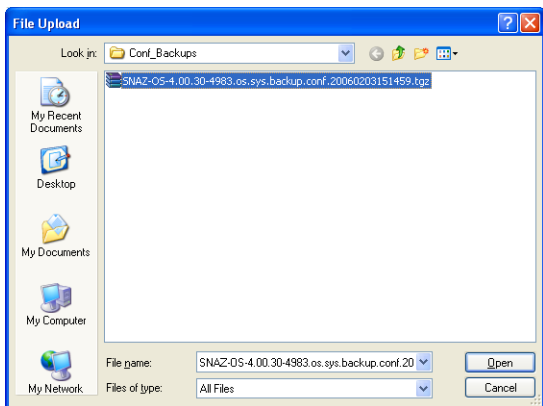 File Upload
Look in: Conf_Backups
SNAZ-OS-4.00.30-4983.os.sys.backup.conf.20060203151459.tgz
My Recent
Documents
Desktop
My Documents
My Computer
My Network
File name: SNAZ-OS-4.00.30-4983.os.sys.backup.conf.20 Open
Files of type: All Files Cancel